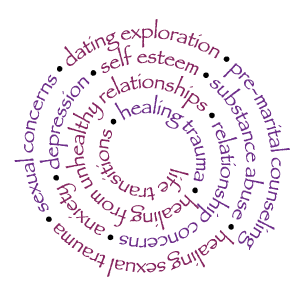 life transitions • healing trauma • healing from unhealthy relationships • relationship concerns • anxiety • depression • self esteem • substance abuse • healing sexual trauma • sexual concerns • dating exploration • pre-marital counseling